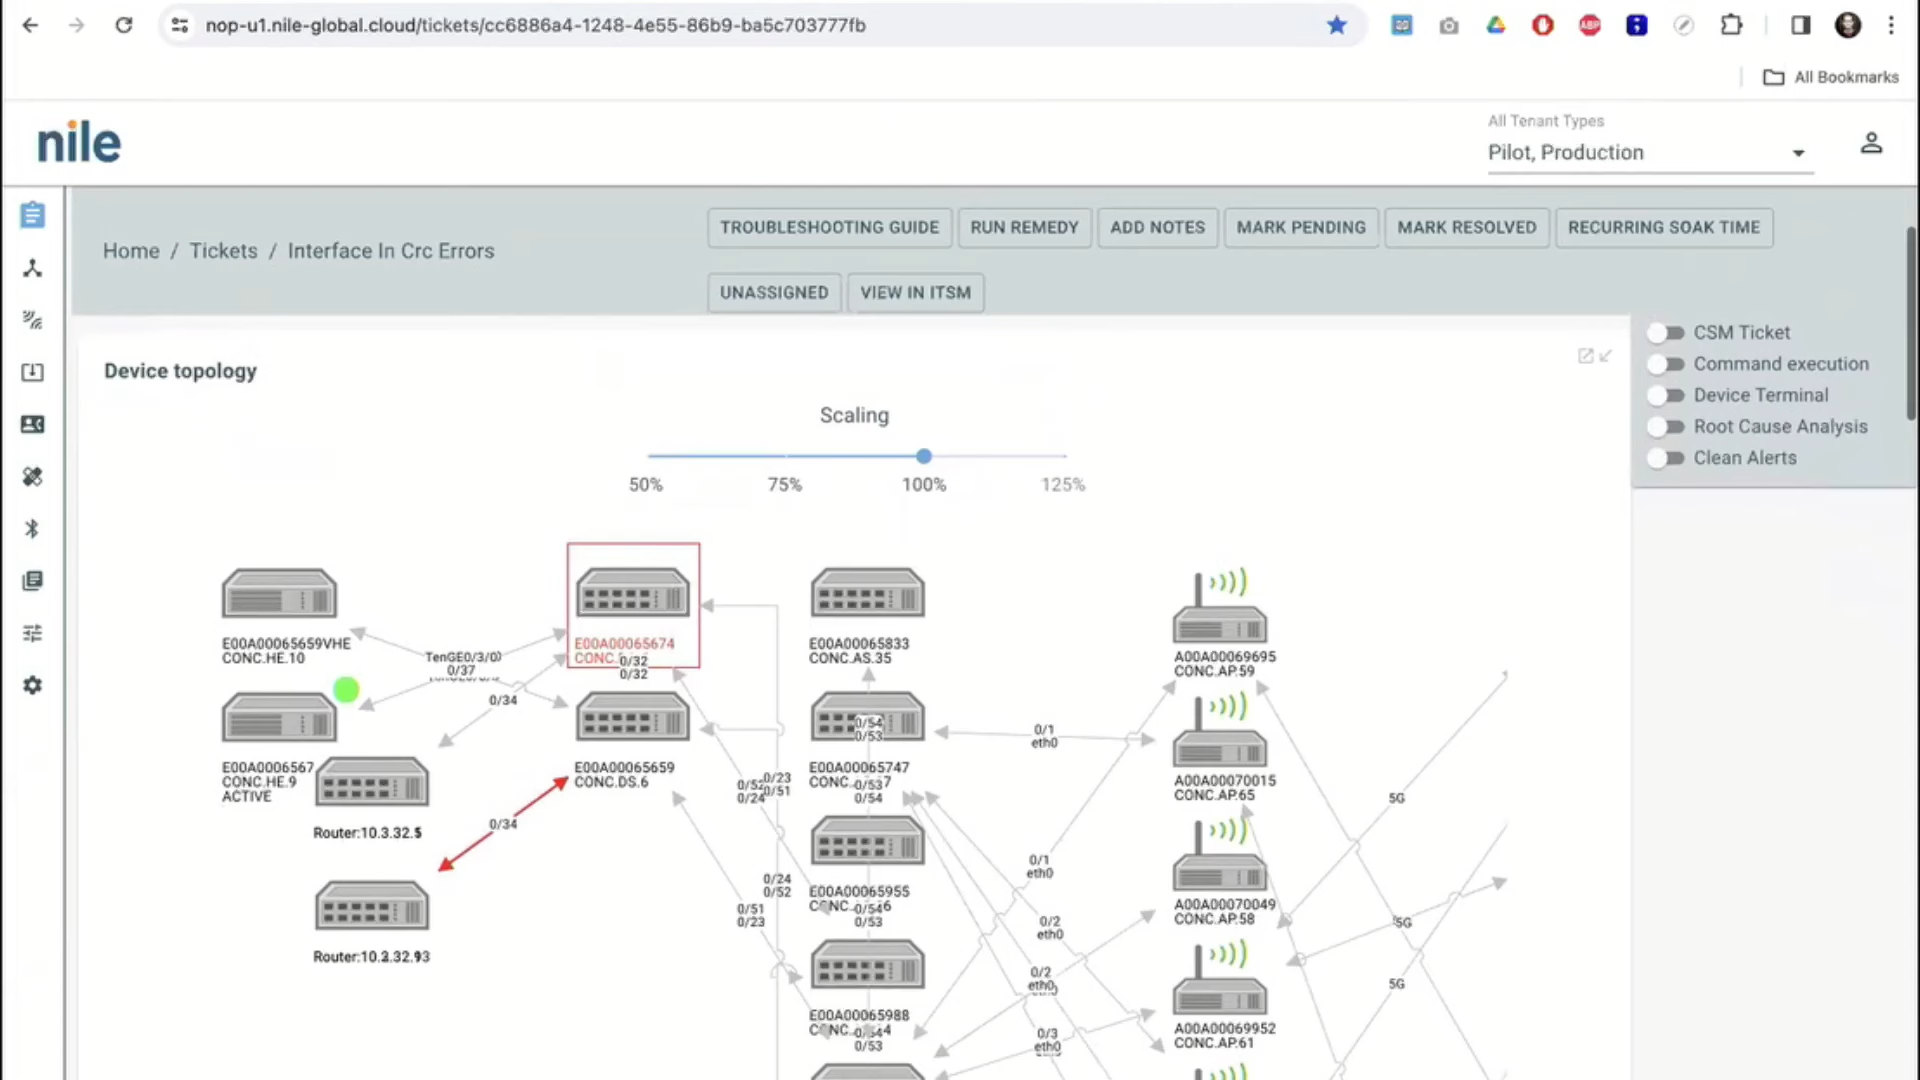 nop-u1.nile-global.cloud/tickets/cc6886a4-1248-4e55-86b9-ba5c703777fb
ABP
All Bookmarks
nile
All Tenant Types
Pilot, Production
Home / Tickets / Interface In Crc Errors
TROUBLESHOOTING GUIDE
RUN REMEDY
ADD NOTES
MARK PENDING
MARK RESOLVED
RECURRING SOAK TIME
UNASSIGNED
VIEW IN ITSM
CSM Ticket
Command execution
Device Terminal
Root Cause Analysis
Clean Alerts
Device topology
Scaling
50%
75%
100%
125%
E00A00065659VHE
CONC.HE.10
TenGE0/3/0
0/37
E00A00065674
0/32
0/32
E00A00065833
CONC.AS.35
A00A00069695
CONC.AP.59
0/34
E00A0006567
CONC.HE.9
ACTIVE
Router:10.3.32.5
E00A00065659
CONC.DS.6
0/34
Router:10.2.32.93
0/54
0/53
E00A00065747
0/53
0/54
0/1
eth0
A00A00070015
CONC.AP.65
0/23
0/51
0/24
E00A00065955
0/54
0/53
0/24
0/52
0/51
0/23
0/1
eth0
0/2
eth0
A00A00070049
CONC.AP.58
5G
5G
5G
E00A00065988
0/53
0/2
eth0
0/3
eth0
A00A00069952
CONC.AP.61